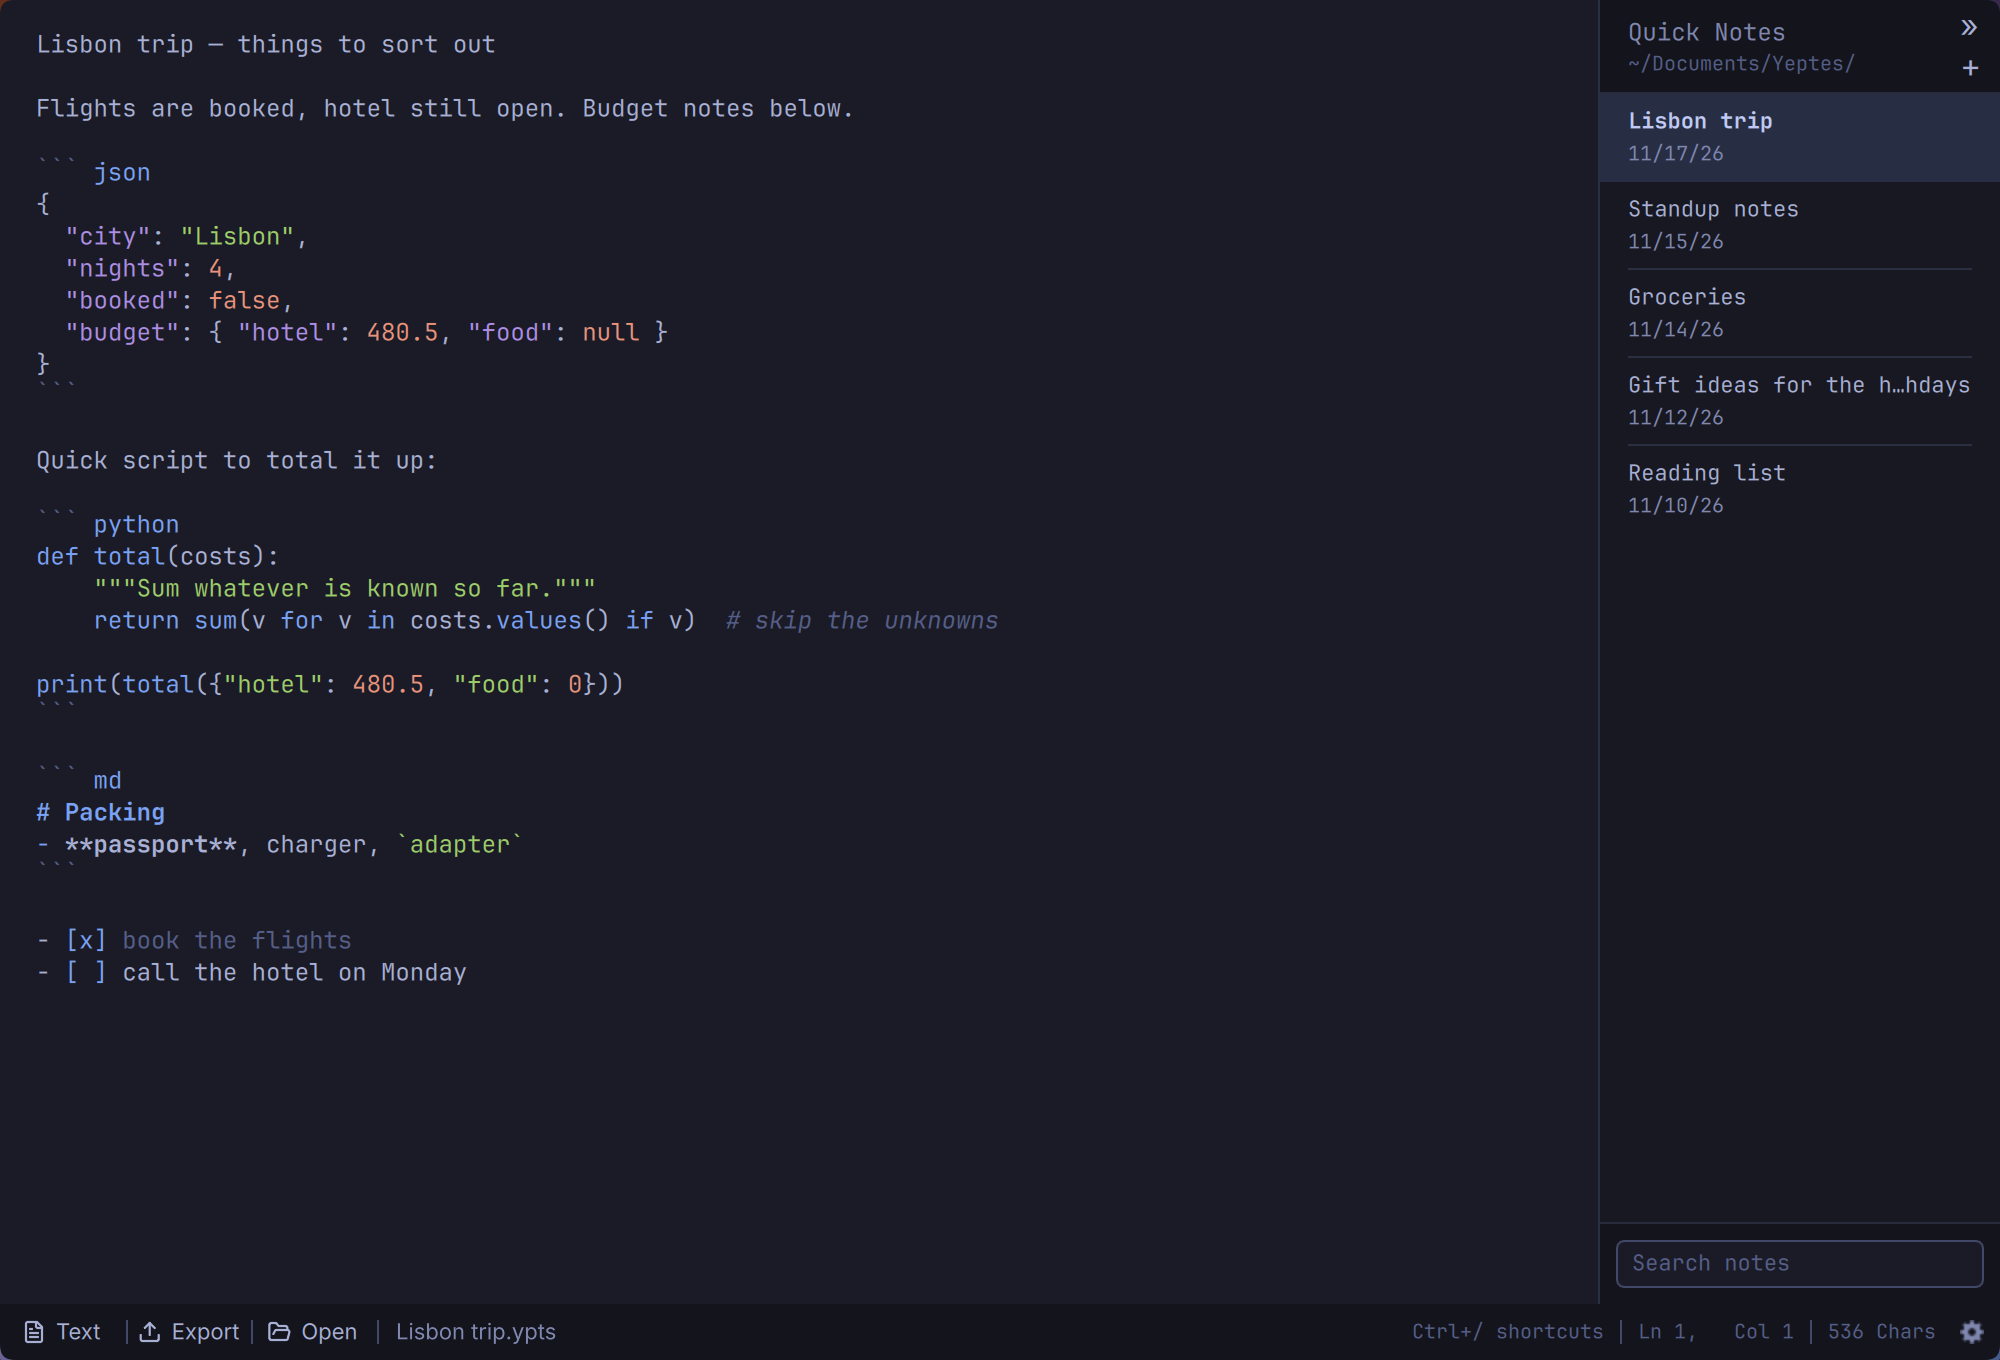 Lisbon trip — things to sort out
Flights are booked, hotel still open. Budget notes below.
``` json
{
  "city": "Lisbon",
  "nights": 4,
  "booked": false,
  "budget": { "hotel": 480.5, "food": null }
}
```
Quick script to total it up:
``` python
def total(costs):
    """Sum whatever is known so far."""
    return sum(v for v in costs.values() if v)  # skip the unknowns
print(total({"hotel": 480.5, "food": 0}))
```
``` md
# Packing
- **passport**, charger, `adapter`
```
- [x] book the flights
- [ ] call the hotel on Monday
Quick Notes
»
~/Documents/Yeptes/
+
Lisbon trip
11/17/26
Standup notes
11/15/26
Groceries
11/14/26
Gift ideas for the h…hdays
11/12/26
Reading list
11/10/26
Search notes
Text | Export | Open | Lisbon trip.ypts
Ctrl+/ shortcuts | Ln 1, Col 1 | 536 Chars